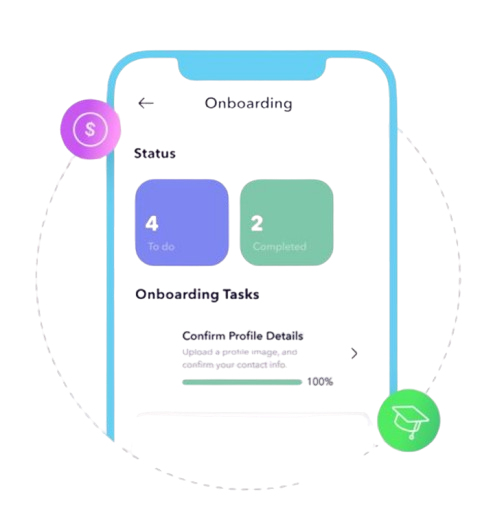 Onboarding
$
Status
4
To do
2
Completed
Onboarding Tasks
Confirm Profile Details
Upload a profile image, and
confirm your contact info.
100%